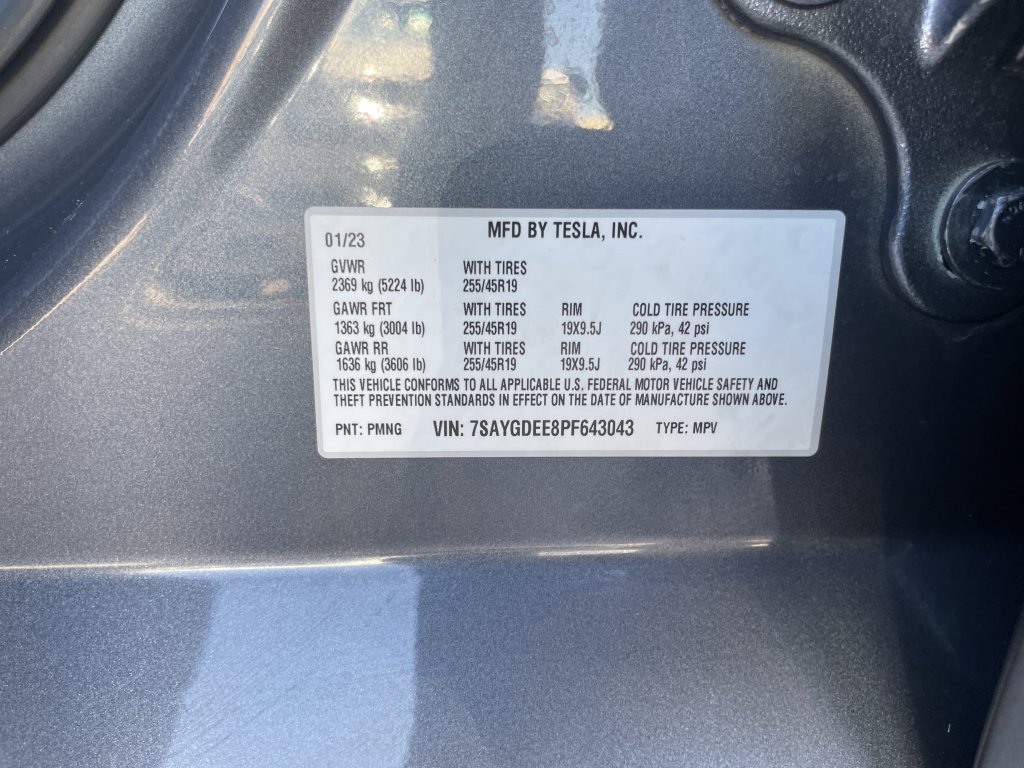 MFD BY TESLA, INC.
01/23
GVWR WITH TIRES
2369 kg (5224 lb) 255/45R19
GAWR FRT WITH TIRES RIM COLD TIRE PRESSURE
1363 kg (3004 lb) 255/45R19 19X9.5J 290 kPa, 42 psi
GAWR RR WITH TIRES RIM COLD TIRE PRESSURE
1636 kg (3606 lb) 255/45R19 19X9.5J 290 kPa, 42 psi
THIS VEHICLE CONFORMS TO ALL APPLICABLE U.S. FEDERAL MOTOR VEHICLE SAFETY AND
THEFT PREVENTION STANDARDS IN EFFECT ON THE DATE OF MANUFACTURE SHOWN ABOVE.
PNT: PMNG VIN: 7SAYGDEE8PF643043 TYPE: MPV